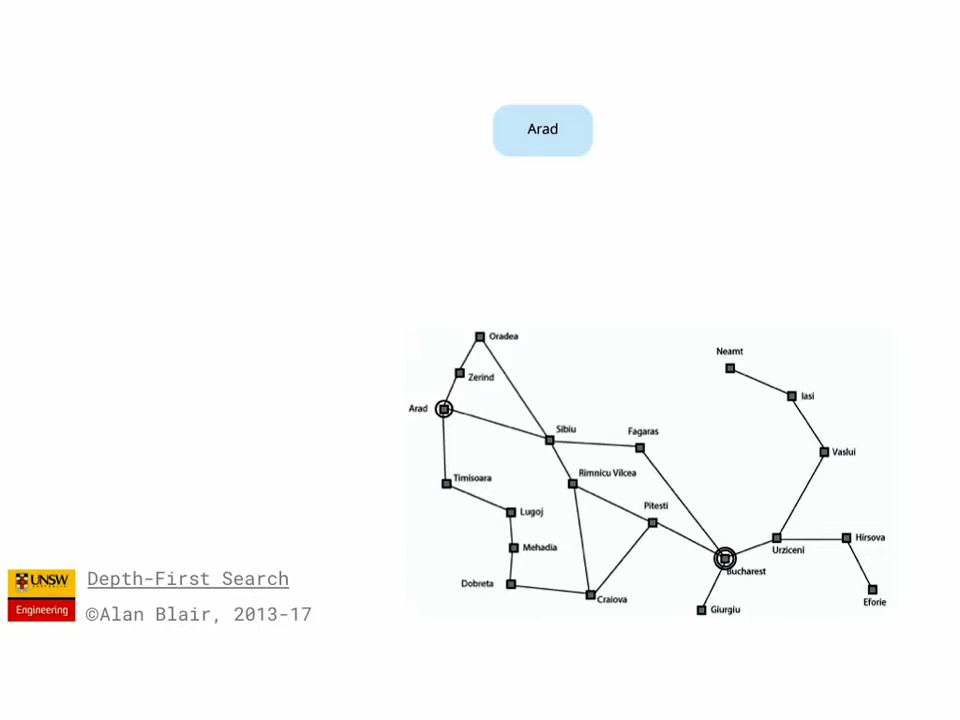 Arad
Oradea
Neamt
Zerind
Iasi
Arad
Sibiu
Fagaras
Vaslui
Rimnicu Vilcea
Timisoara
Pitesti
Lugoj
Hirsova
Mehadia
Urziceni
Bucharest
Dobreta
Craiova
Eforie
Giurgiu
UNSW
Engineering
Depth-First Search
©Alan Blair, 2013-17